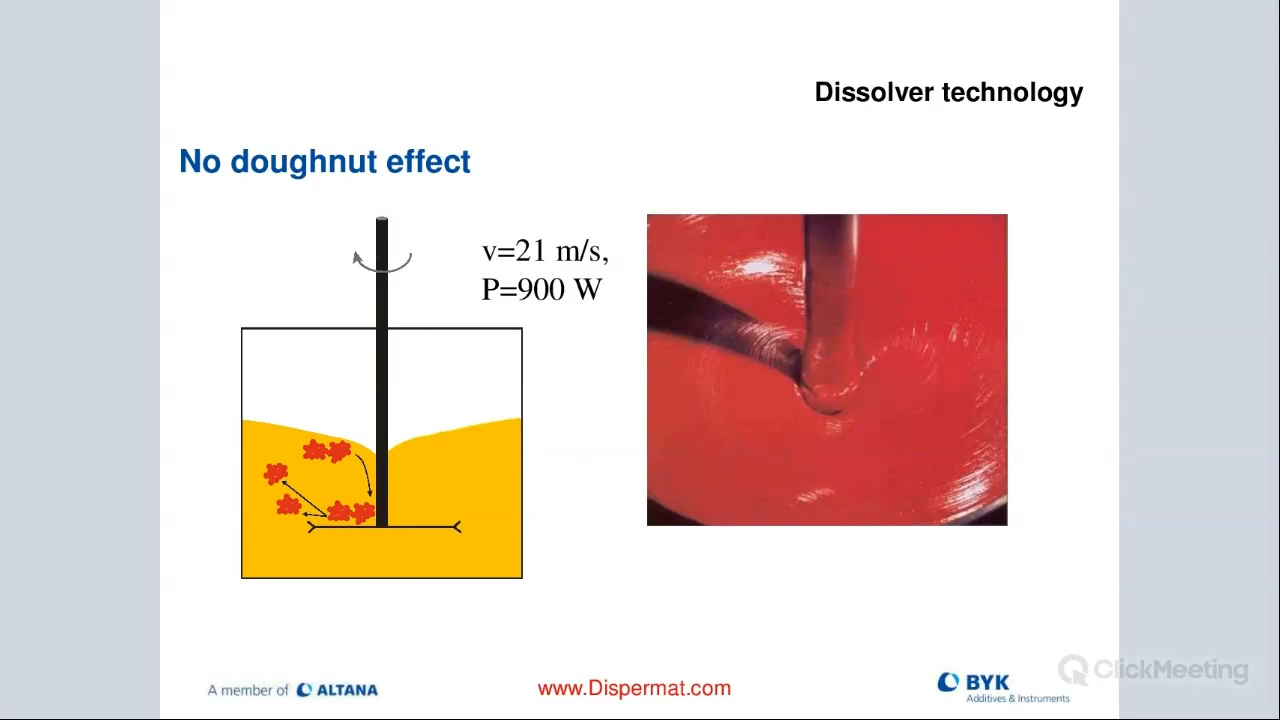 Dissolver technology
No doughnut effect
v=21 m/s,
P=900 W
A member of ALTANA
www.Dispermat.com
BYK
Additives & Instruments
ClickMeeting